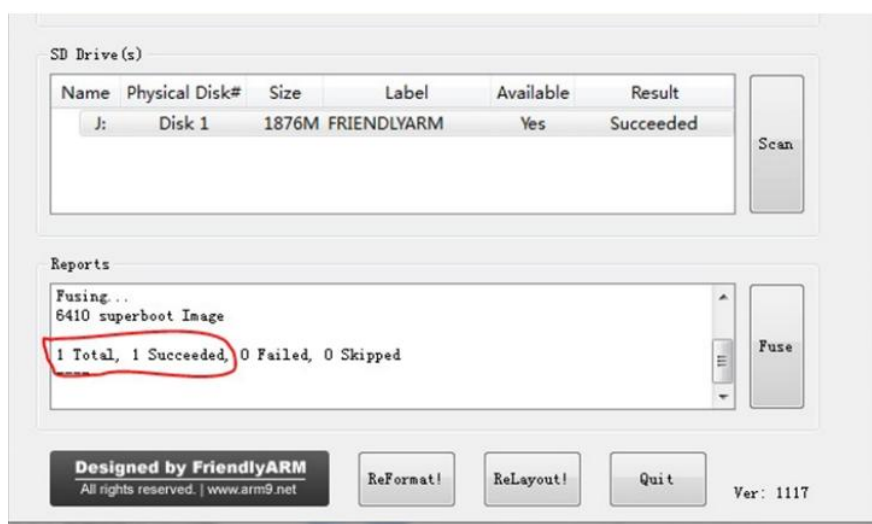 SD Drive(s)
Name Physical Disk# Size Label Available Result
J: Disk 1 1876M FRIENDLYARM Yes Succeeded
Scan
Reports
Fusing...
6410 superboot Image
1 Total, 1 Succeeded, 0 Failed, 0 Skipped
----
Fuse
Designed by FriendlyARM
All rights reserved. | www.arm9.net
ReFormat!
ReLayout!
Quit
Ver: 1117